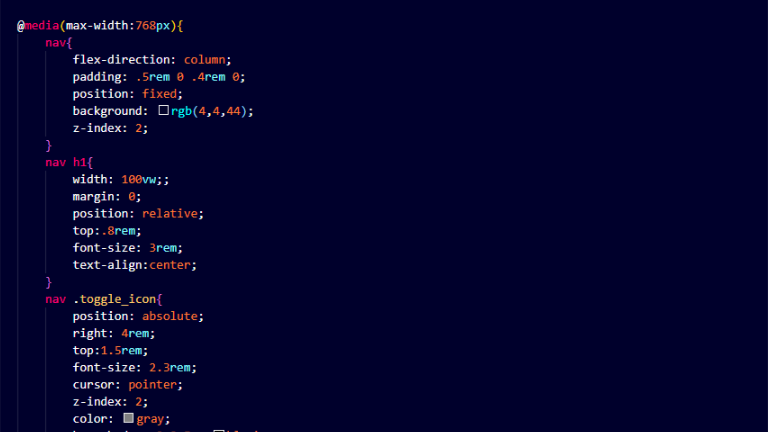 @media(max-width:768px){
nav{
flex-direction: column;
padding: .5rem 0 .4rem 0;
position: fixed;
background: rgb(4,4,44);
z-index: 2;
}
nav h1{
width: 100vw;;
margin: 0;
position: relative;
top:.8rem;
font-size: 3rem;
text-align:center;
}
nav .toggle_icon{
position: absolute;
right: 4rem;
top:1.5rem;
font-size: 2.3rem;
cursor: pointer;
z-index: 2;
color: gray;